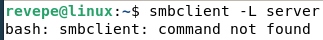 revepe@linux:~$ smbclient -L server
bash: smbclient: command not found